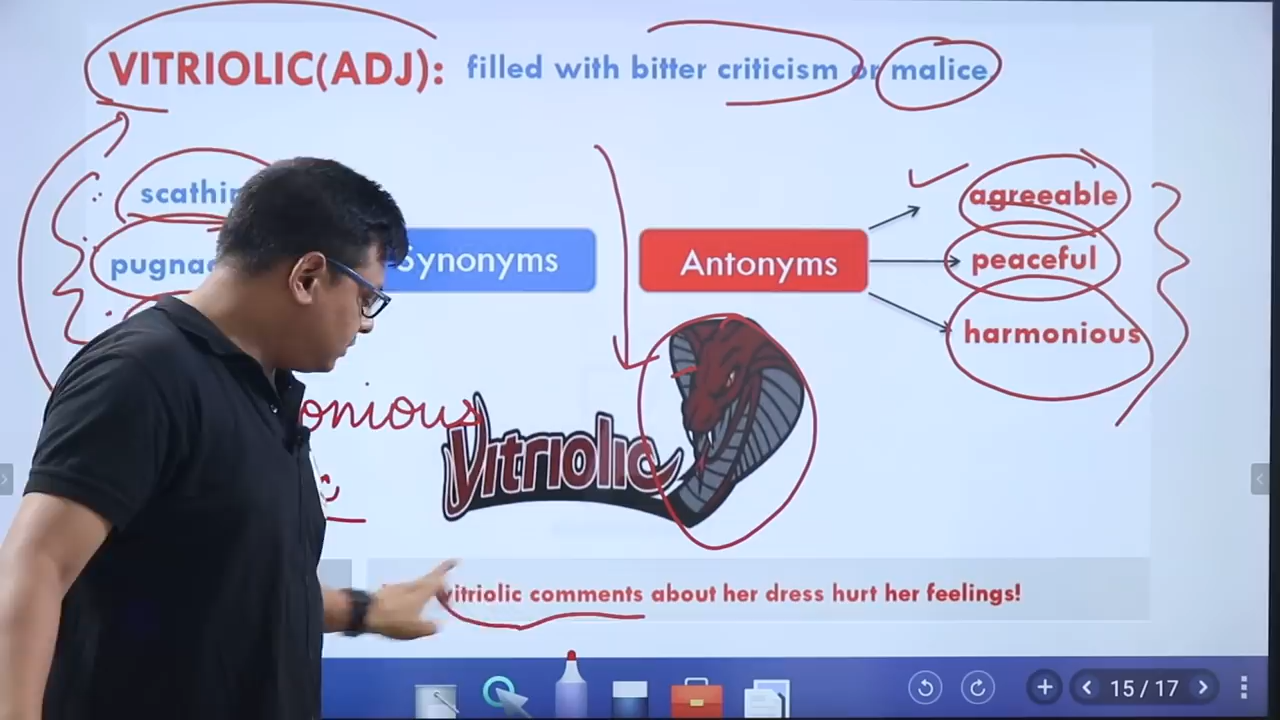 VITRIOLIC(ADJ): filled with bitter criticism or malice
agreeable
Synonyms
Antonyms
peaceful
harmonious
Vitriolic
vitriolic comments about her dress hurt her feelings!
15 / 17